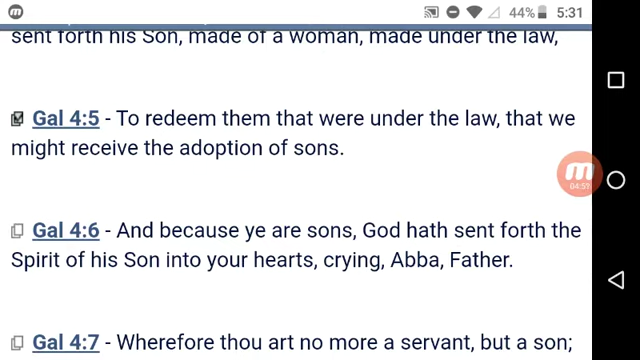 44% 5:31
sent forth his Son, made of a woman, made under the law,
Gal 4:5 - To redeem them that were under the law, that we
might receive the adoption of sons.
04:59
Gal 4:6 - And because ye are sons, God hath sent forth the
Spirit of his Son into your hearts, crying, Abba, Father.
Gal 4:7 - Wherefore thou art no more a servant, but a son;